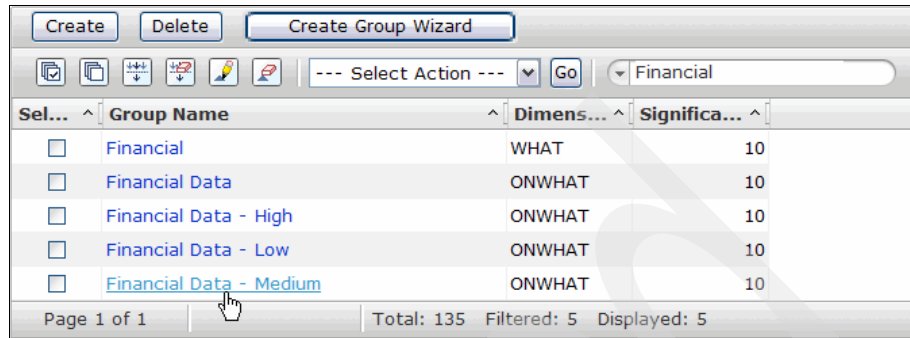 Create Delete Create Group Wizard
--- Select Action --- Go Financial
Sel... ^ Group Name ^ Dimens... ^ Significa... ^
Financial WHAT 10
Financial Data ONWHAT 10
Financial Data - High ONWHAT 10
Financial Data - Low ONWHAT 10
Financial Data - Medium ONWHAT 10
Page 1 of 1 Total: 135 Filtered: 5 Displayed: 5